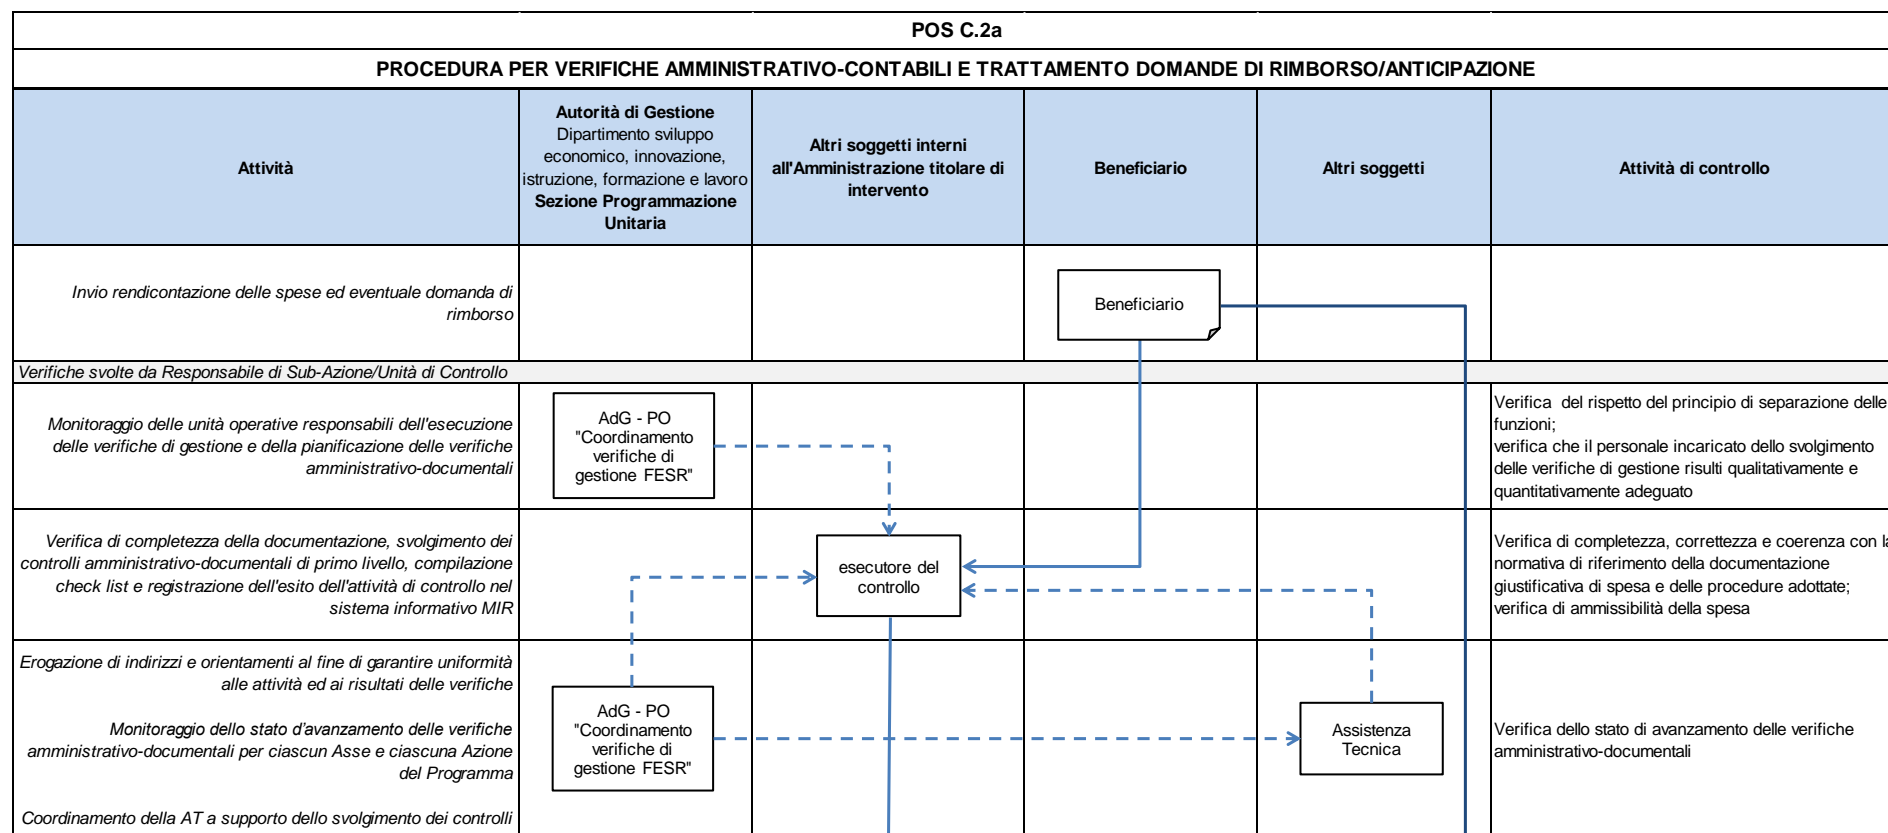 POS C.2a
PROCEDURA PER VERIFICHE AMMINISTRATIVO-CONTABILI E TRATTAMENTO DOMANDE DI RIMBORSO/ANTICIPAZIONE
Attività
Autorità di Gestione
Dipartimento sviluppo
economico, innovazione,
istruzione, formazione e lavoro
Sezione Programmazione
Unitaria
Altri soggetti interni
all'Amministrazione titolare di
intervento
Beneficiario
Altri soggetti
Attività di controllo
Invio rendicontazione delle spese ed eventuale domanda di
rimborso
Beneficiario
Verifiche svolte da Responsabile di Sub-Azione/Unità di Controllo
Monitoraggio delle unità operative responsabili dell'esecuzione
delle verifiche di gestione e della pianificazione delle verifiche
amministrativo-documentali
AdG - PO
"Coordinamento
verifiche di
gestione FESR"
Verifica del rispetto del principio di separazione delle
funzioni;
verifica che il personale incaricato dello svolgimento
delle verifiche di gestione risulti qualitativamente e
quantitativamente adeguato
Verifica di completezza della documentazione, svolgimento dei
controlli amministrativo-documentali di primo livello, compilazione
check list e registrazione dell'esito dell'attività di controllo nel
sistema informativo MIR
esecutore del
controllo
Verifica di completezza, correttezza e coerenza con la
normativa di riferimento della documentazione
giustificativa di spesa e delle procedure adottate;
verifica di ammissibilità della spesa
Erogazione di indirizzi e orientamenti al fine di garantire uniformità
alle attività ed ai risultati delle verifiche
Monitoraggio dello stato d'avanzamento delle verifiche
amministrativo-documentali per ciascun Asse e ciascuna Azione
del Programma
Coordinamento della AT a supporto dello svolgimento dei controlli
AdG - PO
"Coordinamento
verifiche di
gestione FESR"
Assistenza
Tecnica
Verifica dello stato di avanzamento delle verifiche
amministrativo-documentali